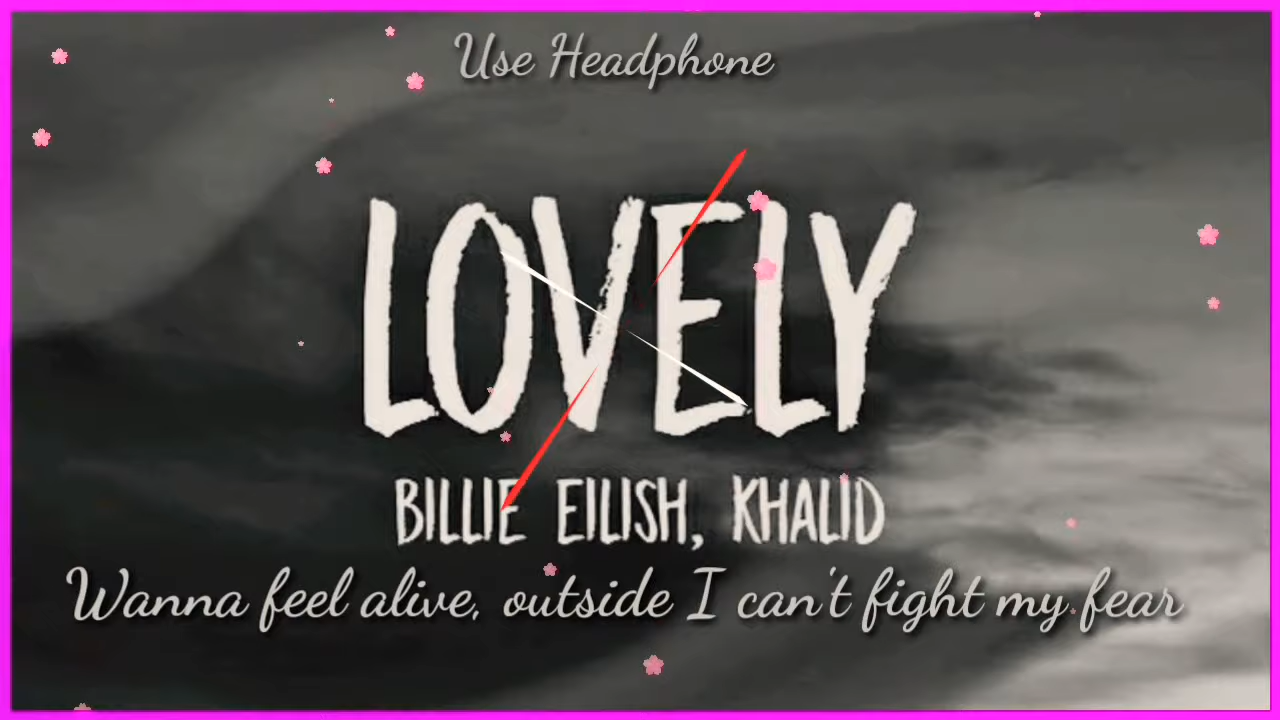 Use Headphone
LOVELY
BILLIE EILISH, KHALID
Wanna feel alive, outside I can't fight my fear